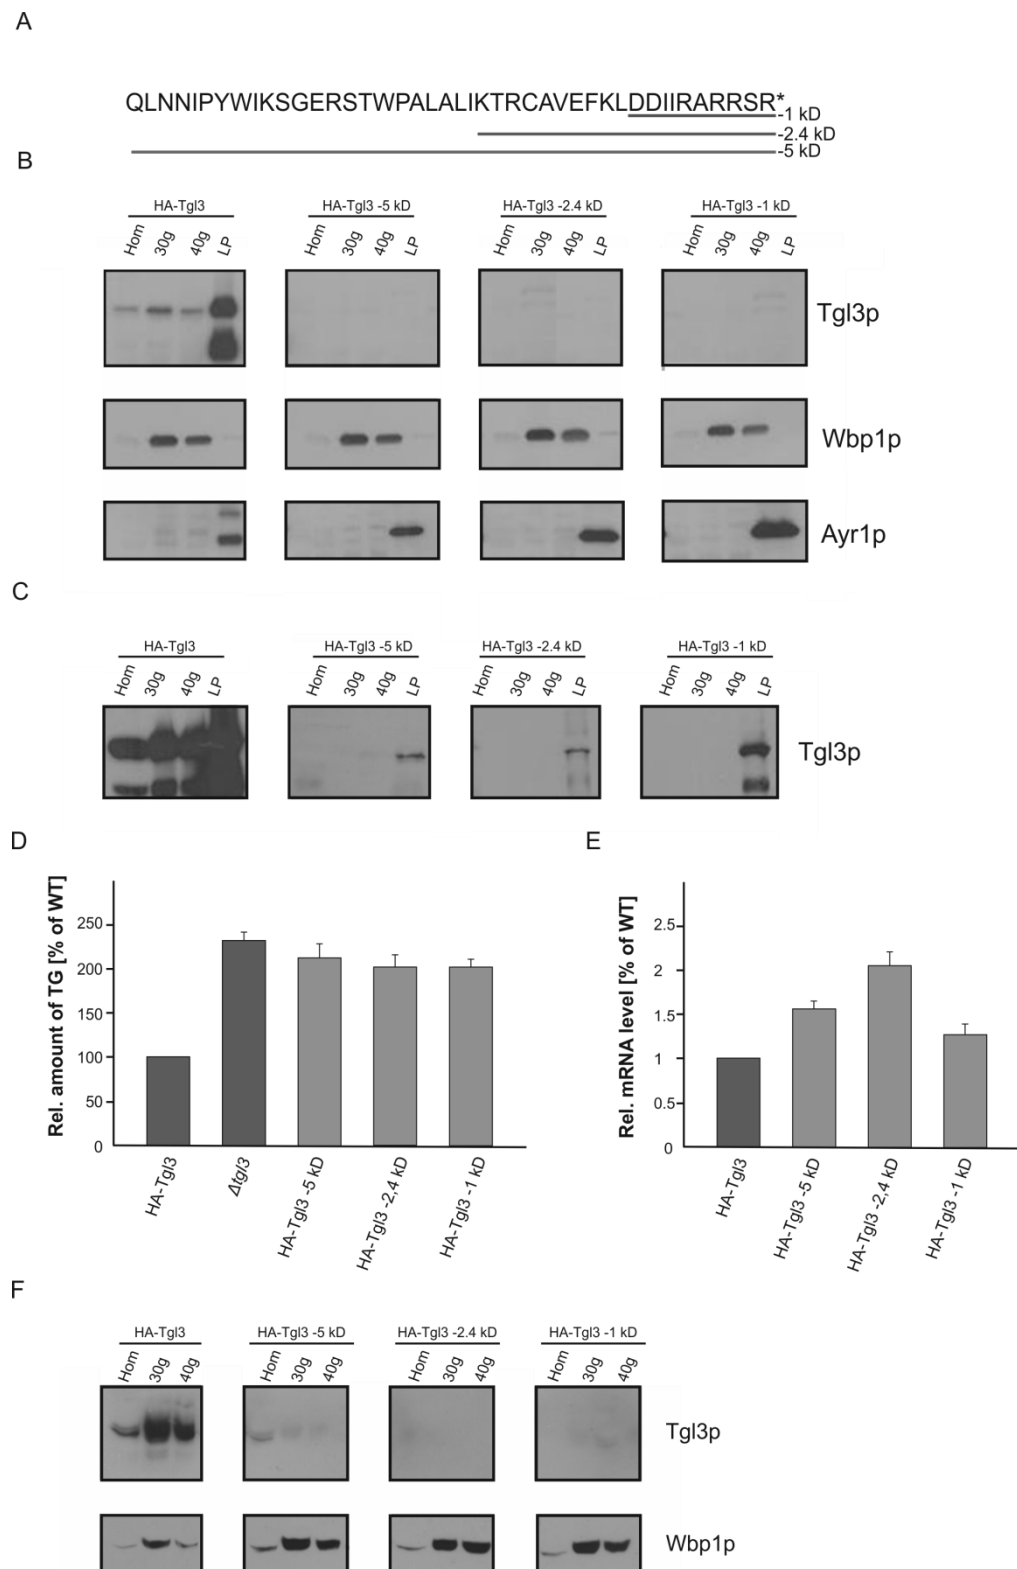 A
QLNNIPYWIKSGERSTWPALALIKTRCAVEFKLDDIIRARRSR*
-1 kD
-2.4 kD
-5 kD
B
HA-Tgl3 HA-Tgl3 -5 kD HA-Tgl3 -2.4 kD HA-Tgl3 -1 kD
Hom 30g 40g LP Hom 30g 40g LP Hom 30g 40g LP Hom 30g 40g LP
Tgl3p
Wbp1p
Ayr1p
C
HA-Tgl3 HA-Tgl3 -5 kD HA-Tgl3 -2.4 kD HA-Tgl3 -1 kD
Hom 30g 40g LP Hom 30g 40g LP Hom 30g 40g LP Hom 30g 40g LP
Tgl3p
D
Rel. amount of TG [% of WT]
250
200
150
100
50
0
HA-Tgl3 Δtgl3 HA-Tgl3 -5 kD HA-Tgl3 -2,4 kD HA-Tgl3 -1 kD
E
Rel. mRNA level [% of WT]
2.5
2
1.5
1
0.5
0
HA-Tgl3 HA-Tgl3 -5 kD HA-Tgl3 -2,4 kD HA-Tgl3 -1 kD
F
HA-Tgl3 HA-Tgl3 -5 kD HA-Tgl3 -2.4 kD HA-Tgl3 -1 kD
Hom 30g 40g Hom 30g 40g Hom 30g 40g Hom 30g 40g
Tgl3p
Wbp1p